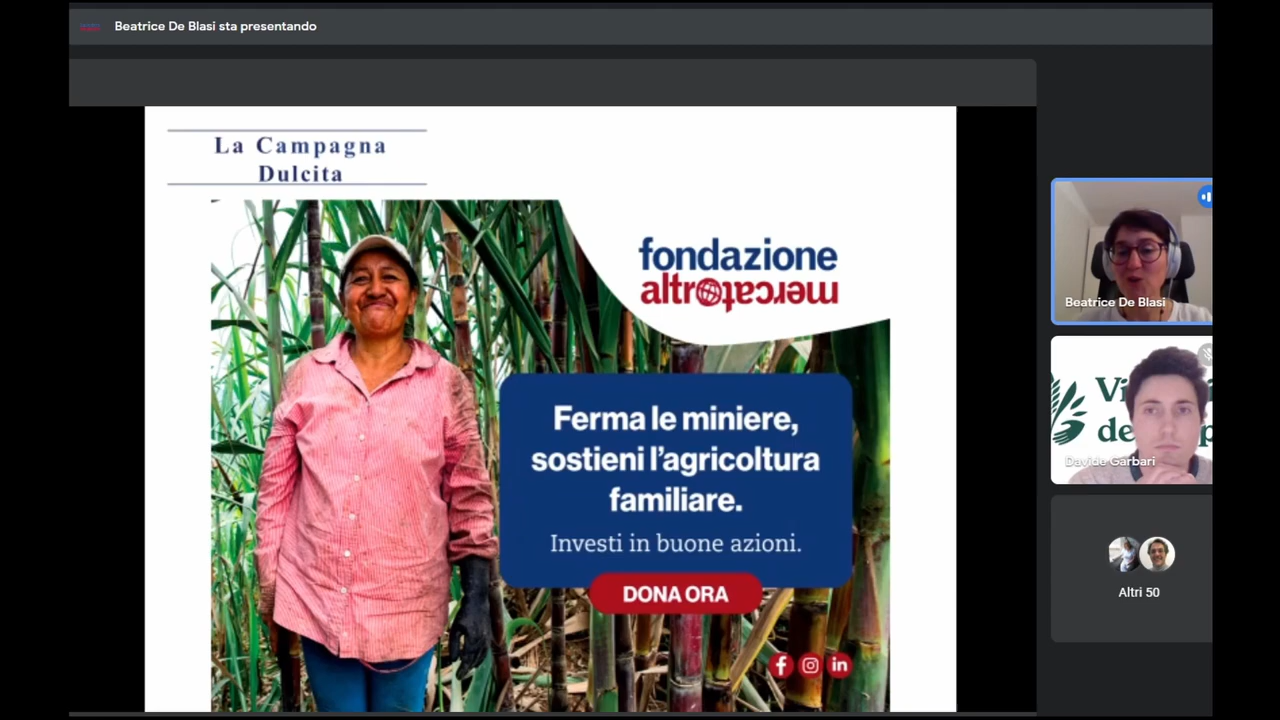 Beatrice De Blasi sta presentando
La Campagna
Dulcita
fondazione
altromercato
Ferma le miniere,
sostieni l'agricoltura
familiare.
Investi in buone azioni.
DONA ORA
Beatrice De Blasi
Davide Garbari
Altri 50